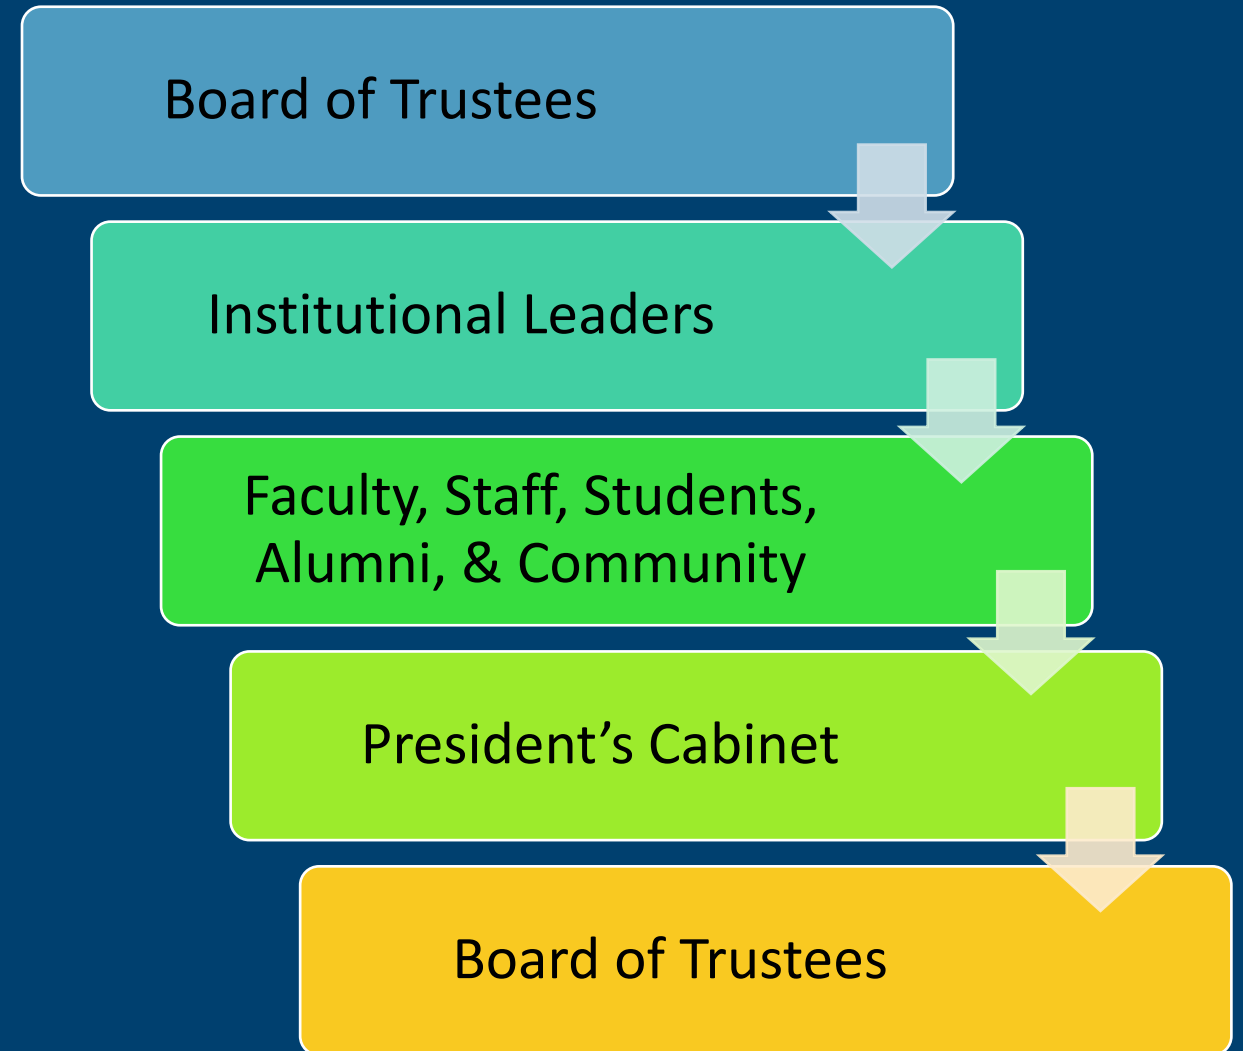 Board of Trustees
Institutional Leaders
Faculty, Staff, Students,
Alumni, & Community
President’s Cabinet
Board of Trustees